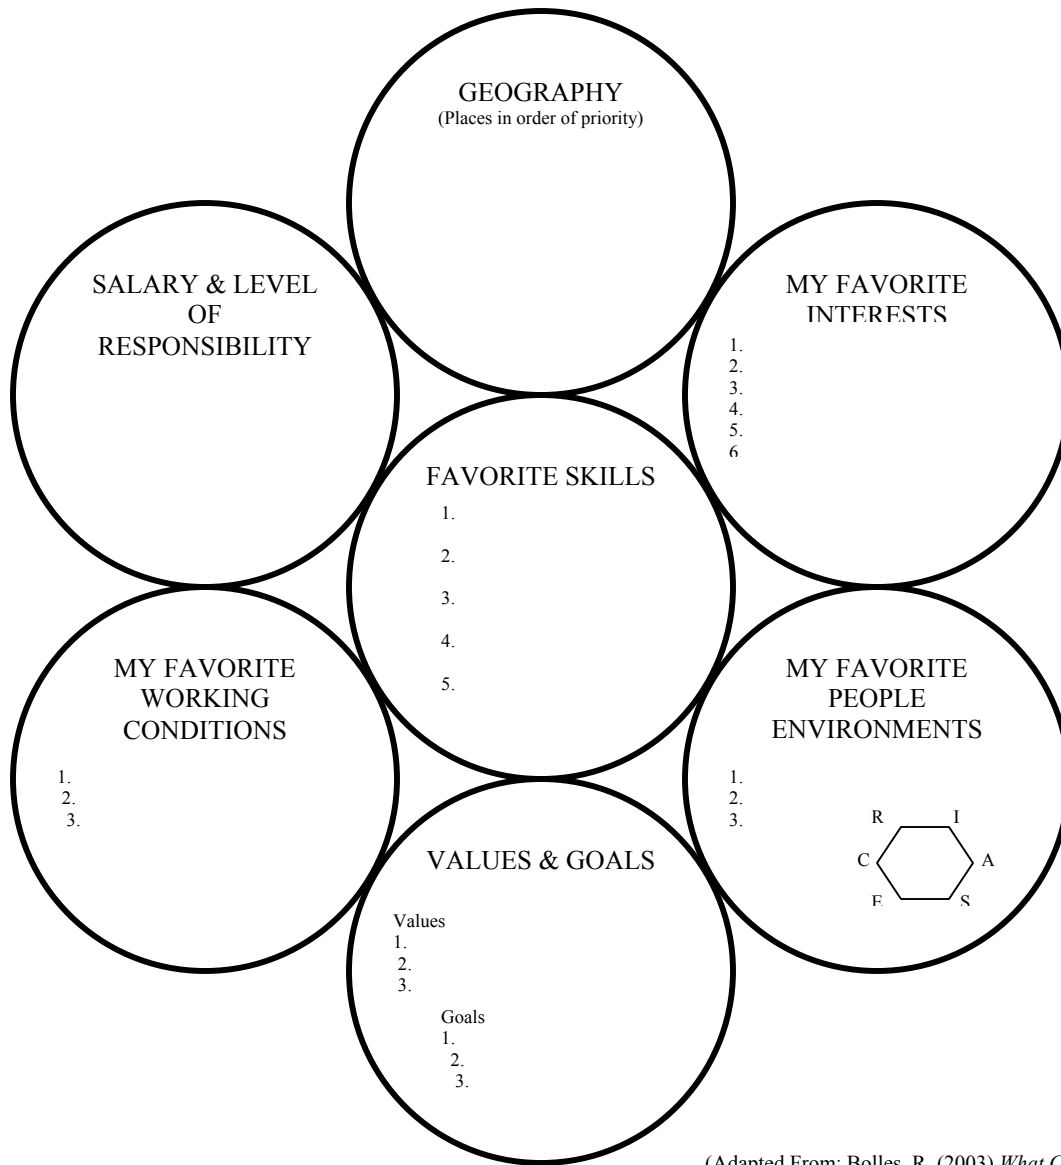 GEOGRAPHY
(Places in order of priority)
SALARY & LEVEL
OF
RESPONSIBILITY
MY FAVORITE
INTERESTS
1.
2.
3.
4.
5.
6
FAVORITE SKILLS
1.
2.
3.
4.
5.
MY FAVORITE
WORKING
CONDITIONS
1.
2.
3.
MY FAVORITE
PEOPLE
ENVIRONMENTS
1.
2.
3.
R I
C A
E S
VALUES & GOALS
Values
1.
2.
3.
Goals
1.
2.
3.
(Adapted From: Bolles, R. (2003) What